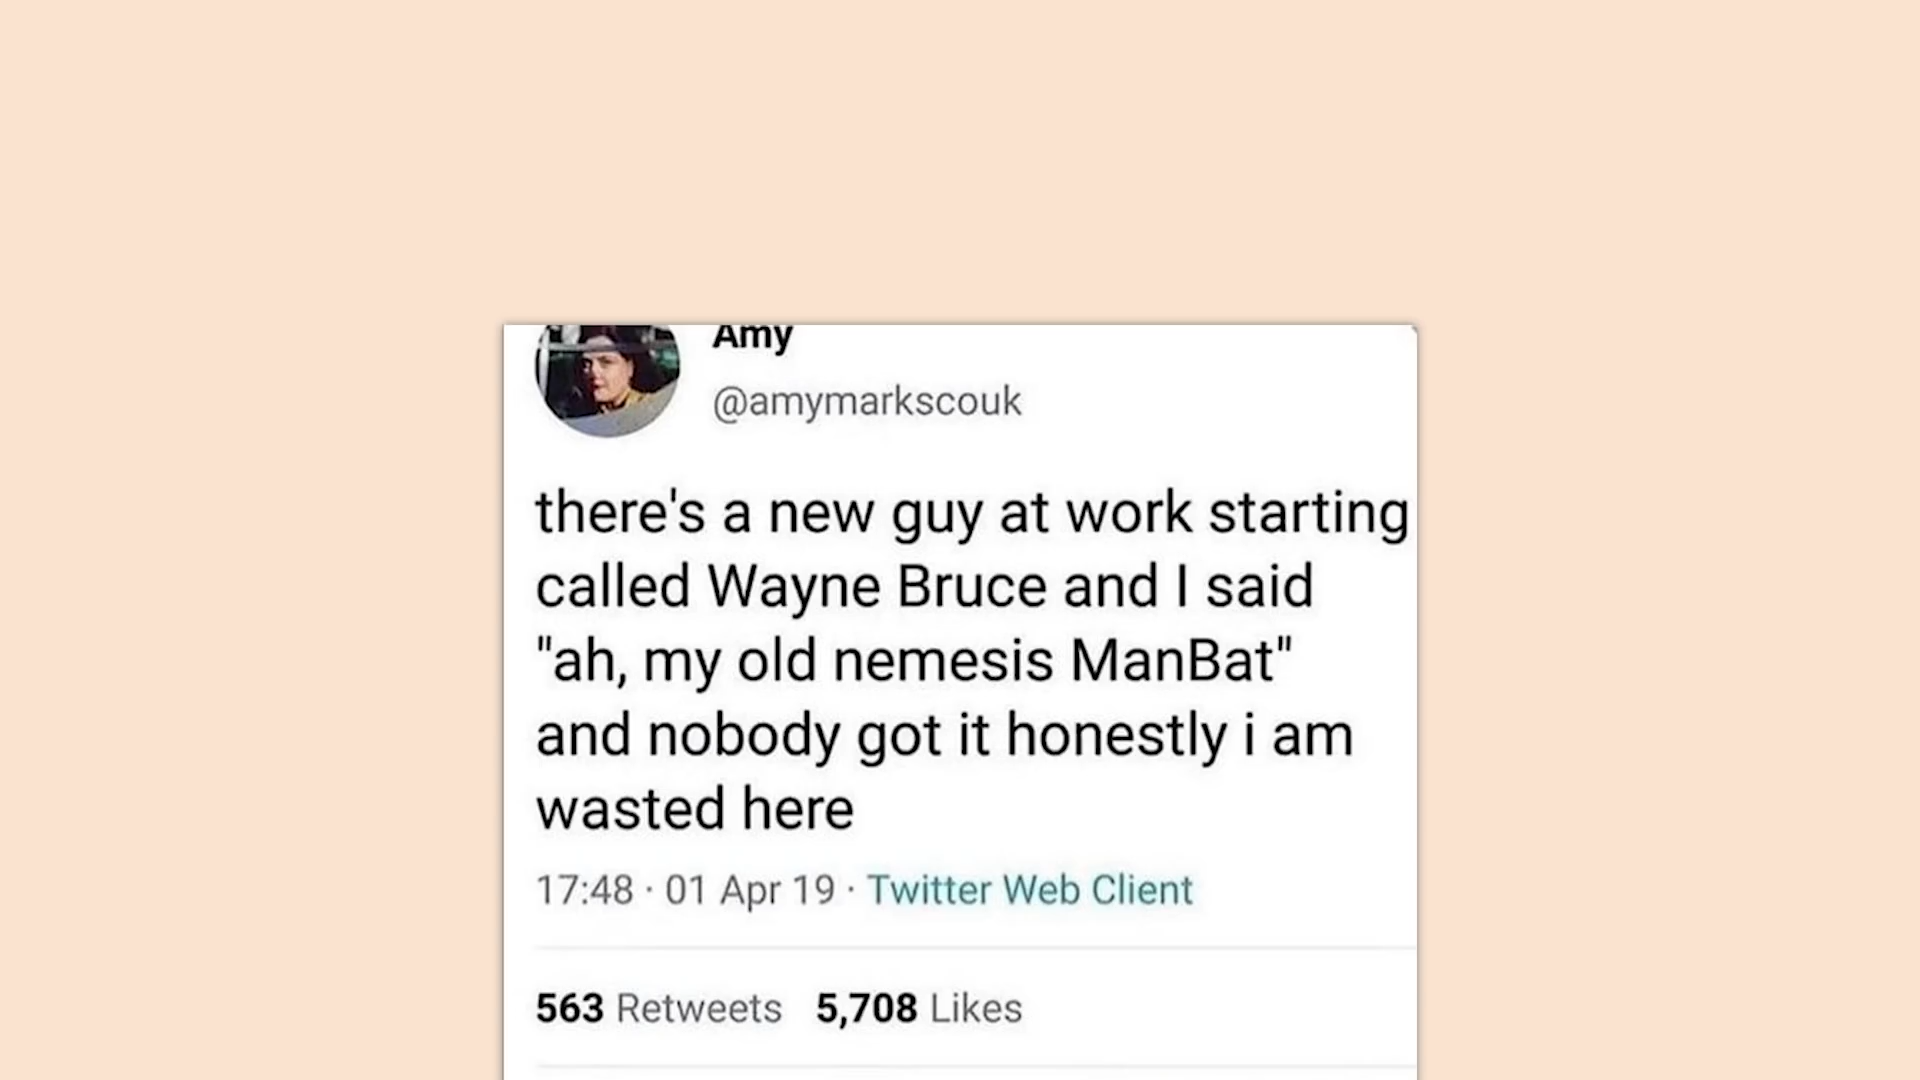 Amy
@amymarkscouk
there's a new guy at work starting
called Wayne Bruce and I said
"ah, my old nemesis ManBat"
and nobody got it honestly i am
wasted here
17:48 · 01 Apr 19 · Twitter Web Client
563 Retweets 5,708 Likes